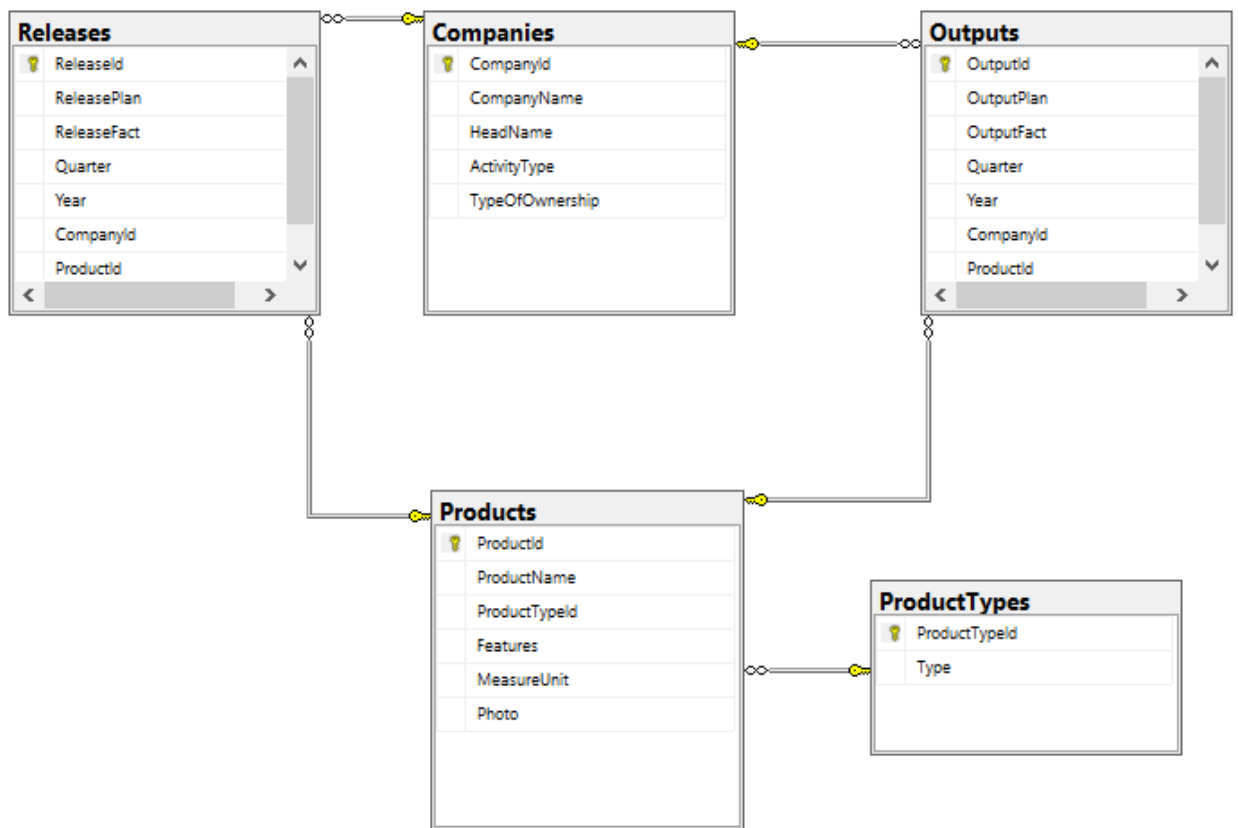 Releases
ReleaseId
ReleasePlan
ReleaseFact
Quarter
Year
CompanyId
ProductId
Companies
CompanyId
CompanyName
HeadName
ActivityType
TypeOfOwnership
Outputs
OutputId
OutputPlan
OutputFact
Quarter
Year
CompanyId
ProductId
Products
ProductId
ProductName
ProductTypeId
Features
MeasureUnit
Photo
ProductTypes
ProductTypeId
Type